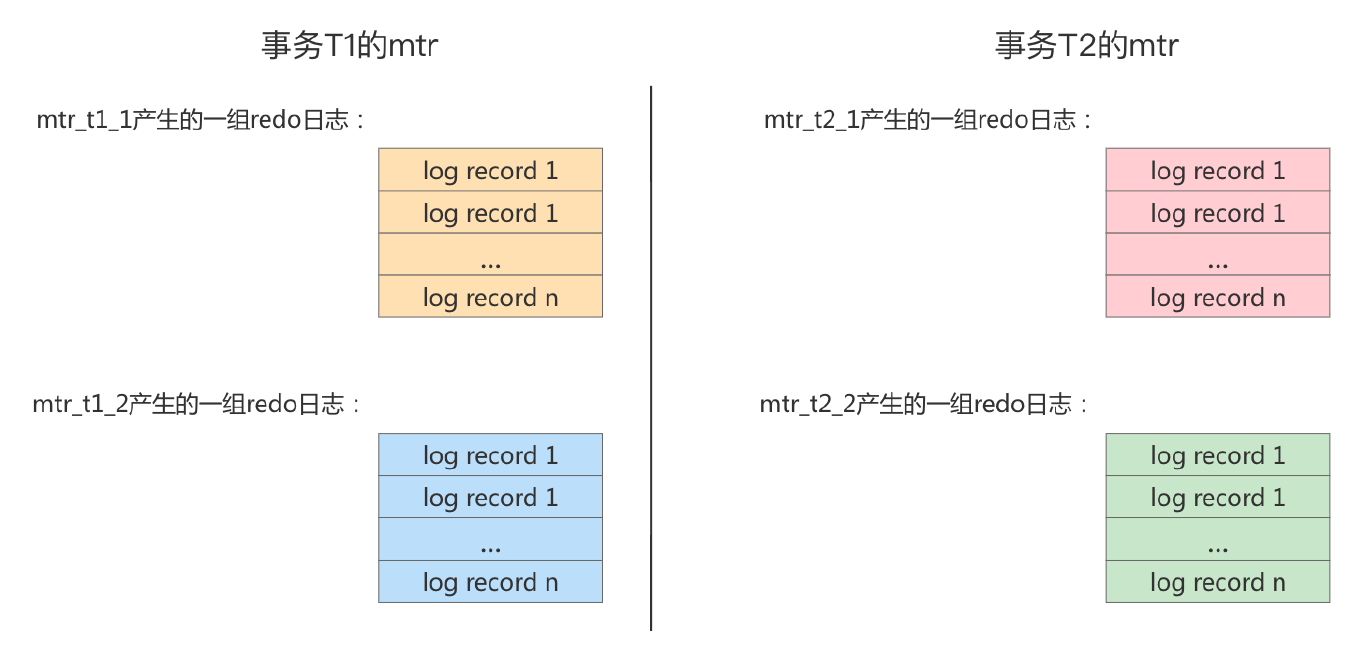 事务T1的mtr
mtr_t1_1产生的一组redo日志：
log record 1
log record 1
...
log record n
mtr_t1_2产生的一组redo日志：
log record 1
log record 1
...
log record n
事务T2的mtr
mtr_t2_1产生的一组redo日志：
log record 1
log record 1
...
log record n
mtr_t2_2产生的一组redo日志：
log record 1
log record 1
...
log record n